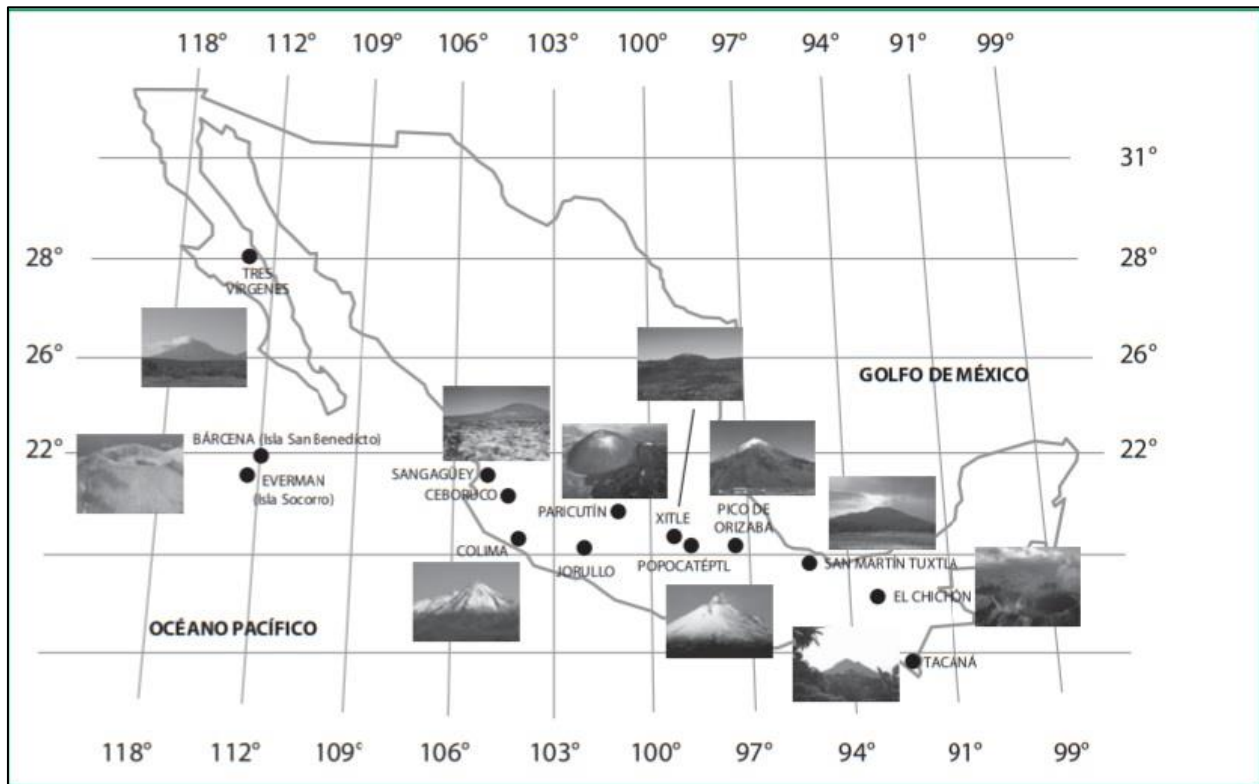 118° 112° 109° 106° 103° 100° 97° 94° 91° 99°
31°
28° 28°
TRES
VÍRGENES
26° 26°
GOLFO DE MÉXICO
BÁRCENA (Isla San Benedicto)
22° 22°
EVERMAN
(Isla Socorro)
SANGAGÜEY
CEBORUCO
PARICUTÍN
XITLE
PICO DE
ORIZABA
COLIMA
JORULLO
POPOCATÉPTL
SAN MARTÍN TUXTLA
EL CHICHÓN
OCÉANO PACÍFICO
TACANÁ
118° 112° 109° 106° 103° 100° 97° 94° 91° 99°